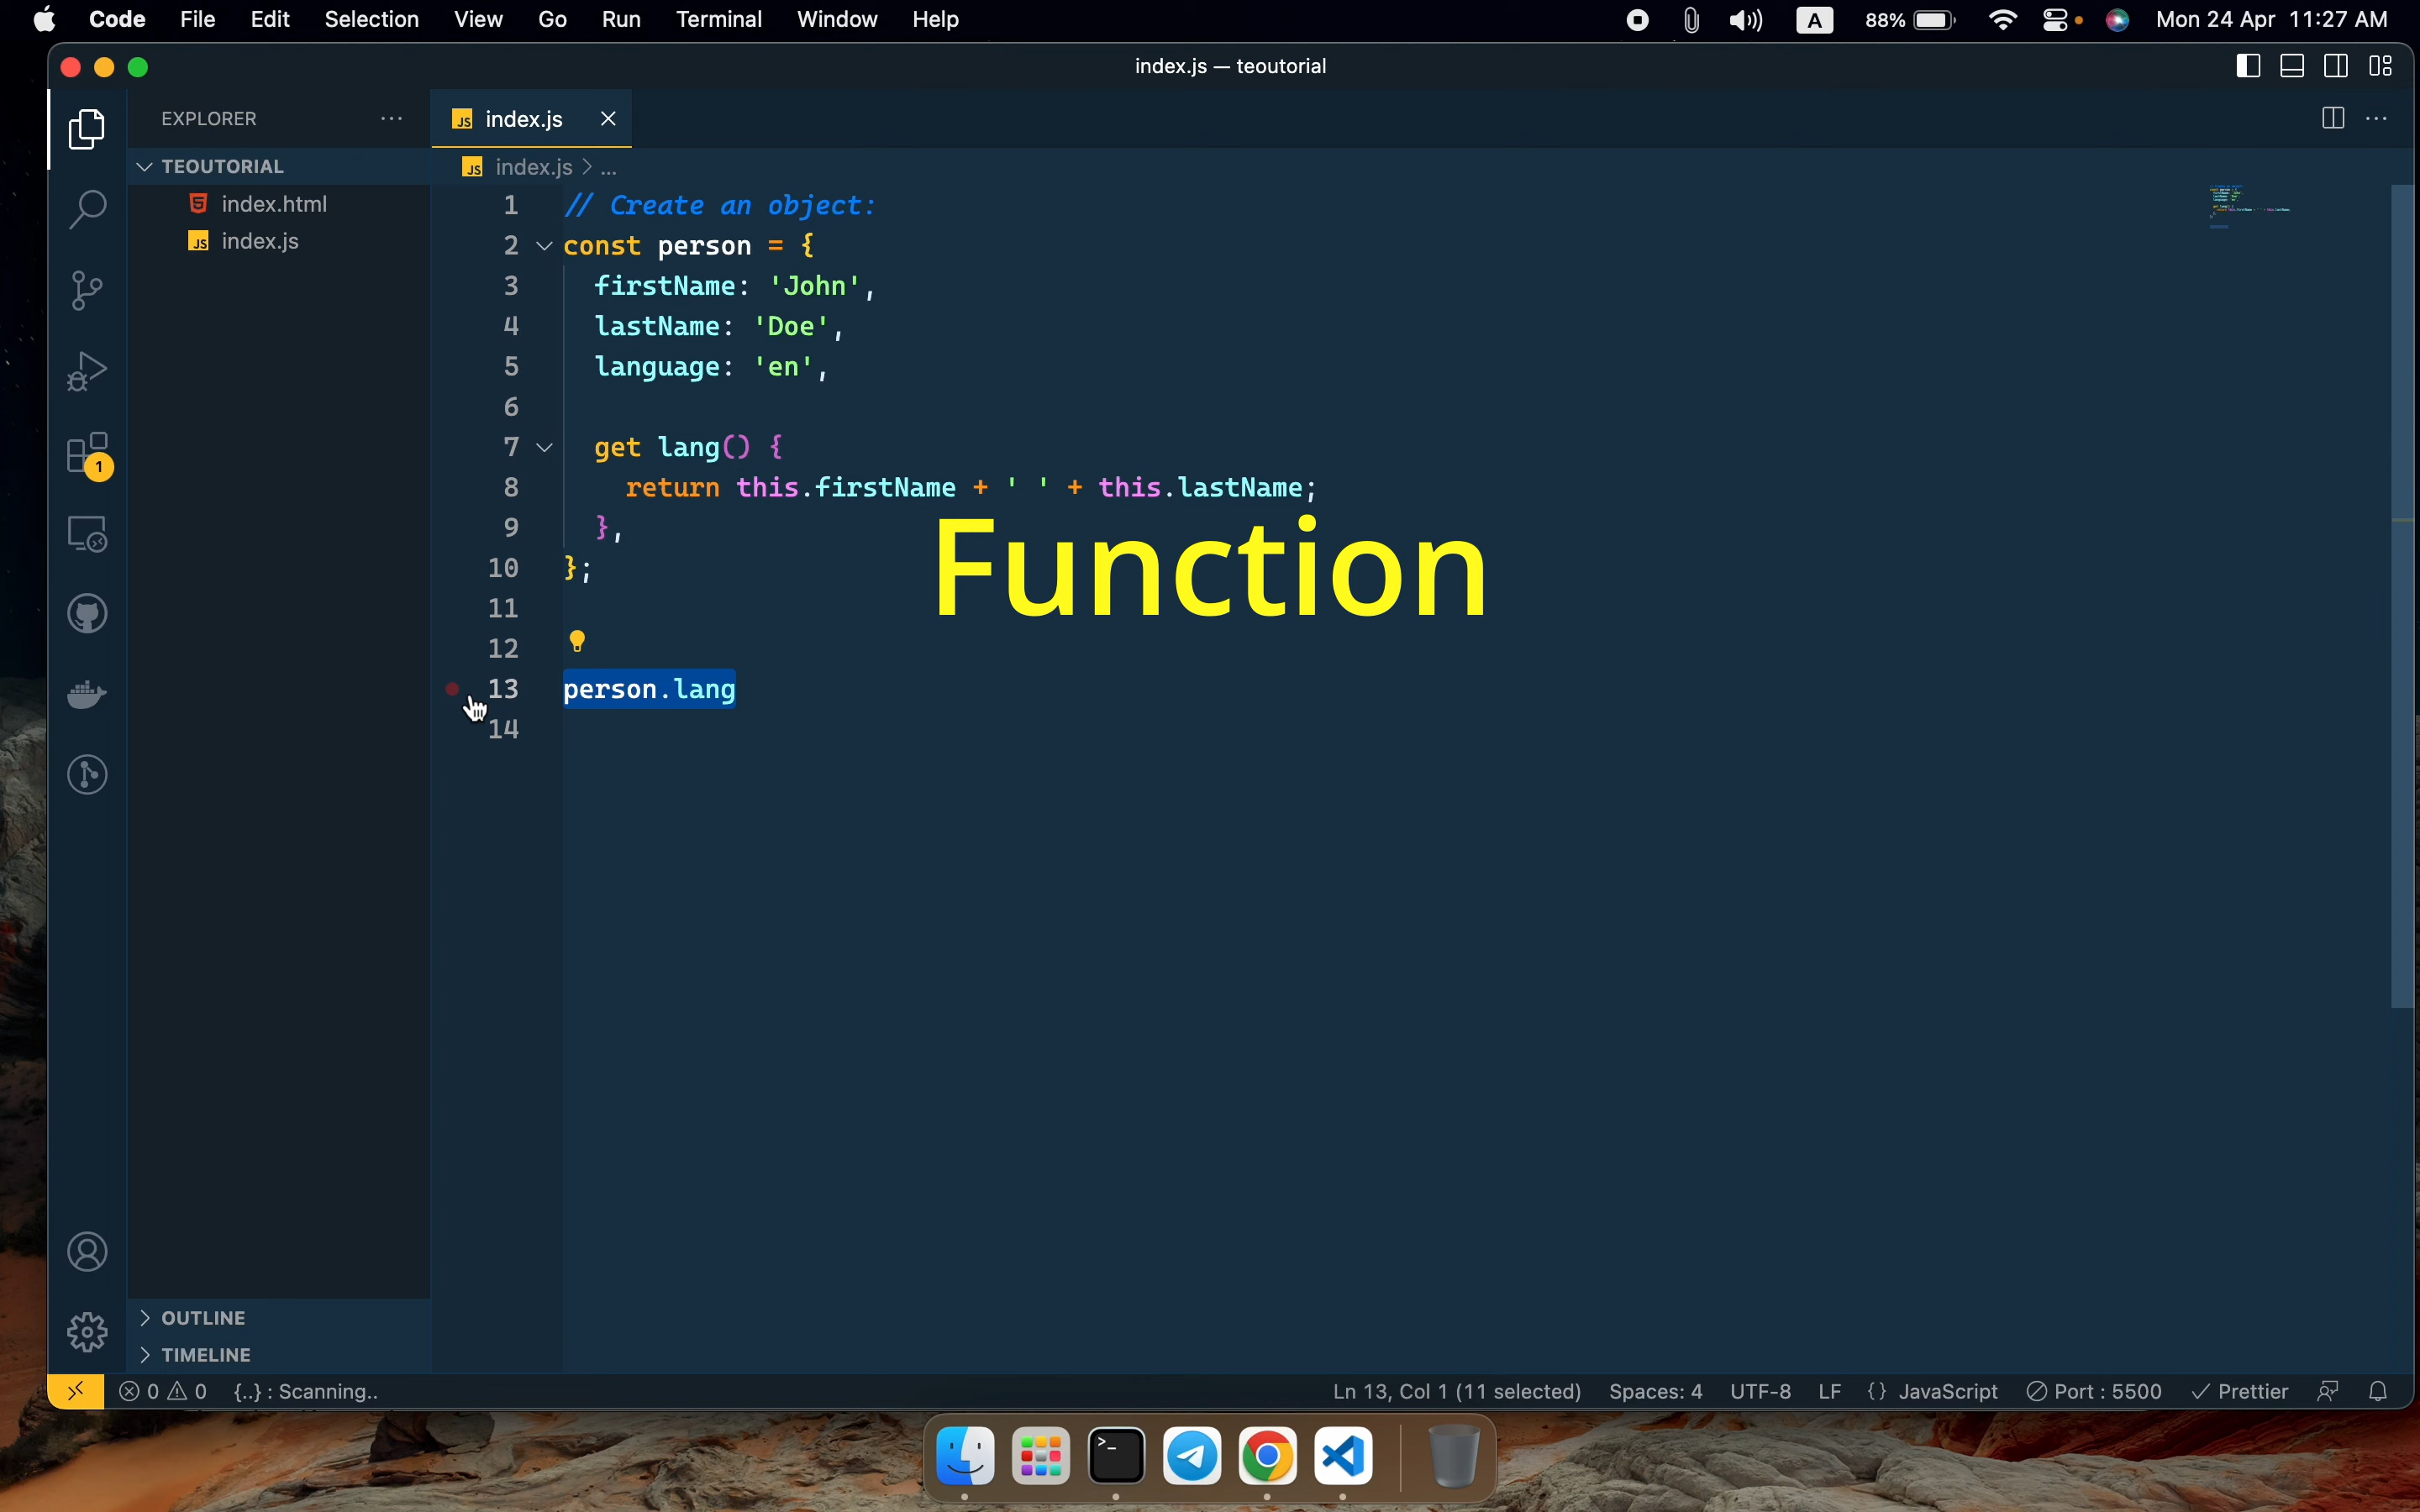 Code File Edit Selection View Go Run Terminal Window Help A 88% Mon 24 Apr 11:27 AM
index.js — teoutorial
EXPLORER ...
JS index.js
TEOUTORIAL
index.html
JS index.js
JS index.js > ...
1 // Create an object:
2 const person = {
3 firstName: 'John',
4 lastName: 'Doe',
5 language: 'en',
6
7 get lang() {
8 return this.firstName + ' ' + this.lastName;
9 },
10 };
11
12
13 person.lang
14
Function
1
OUTLINE
TIMELINE
0 0 {..} : Scanning.. Ln 13, Col 1 (11 selected) Spaces: 4 UTF-8 LF {} JavaScript Port : 5500 Prettier